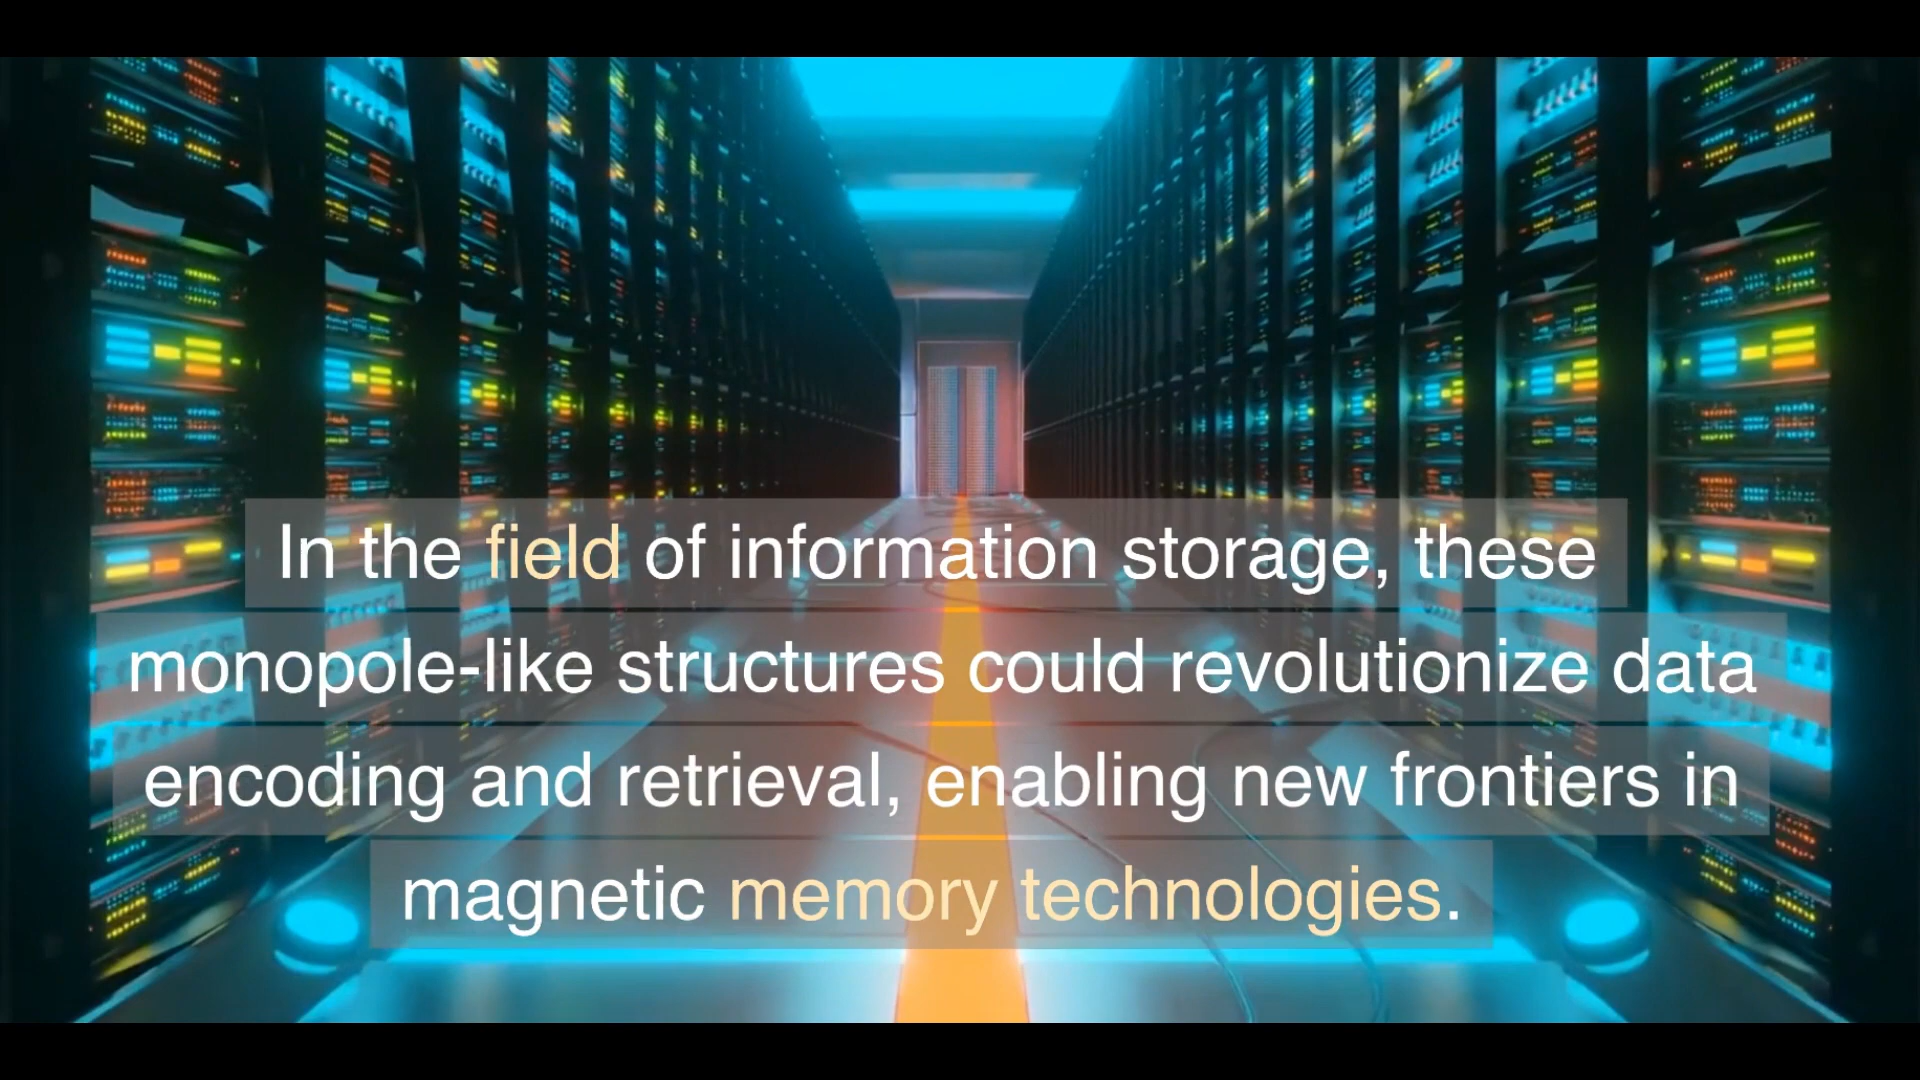 In the field of information storage, these
monopole-like structures could revolutionize data
encoding and retrieval, enabling new frontiers in
magnetic memory technologies.